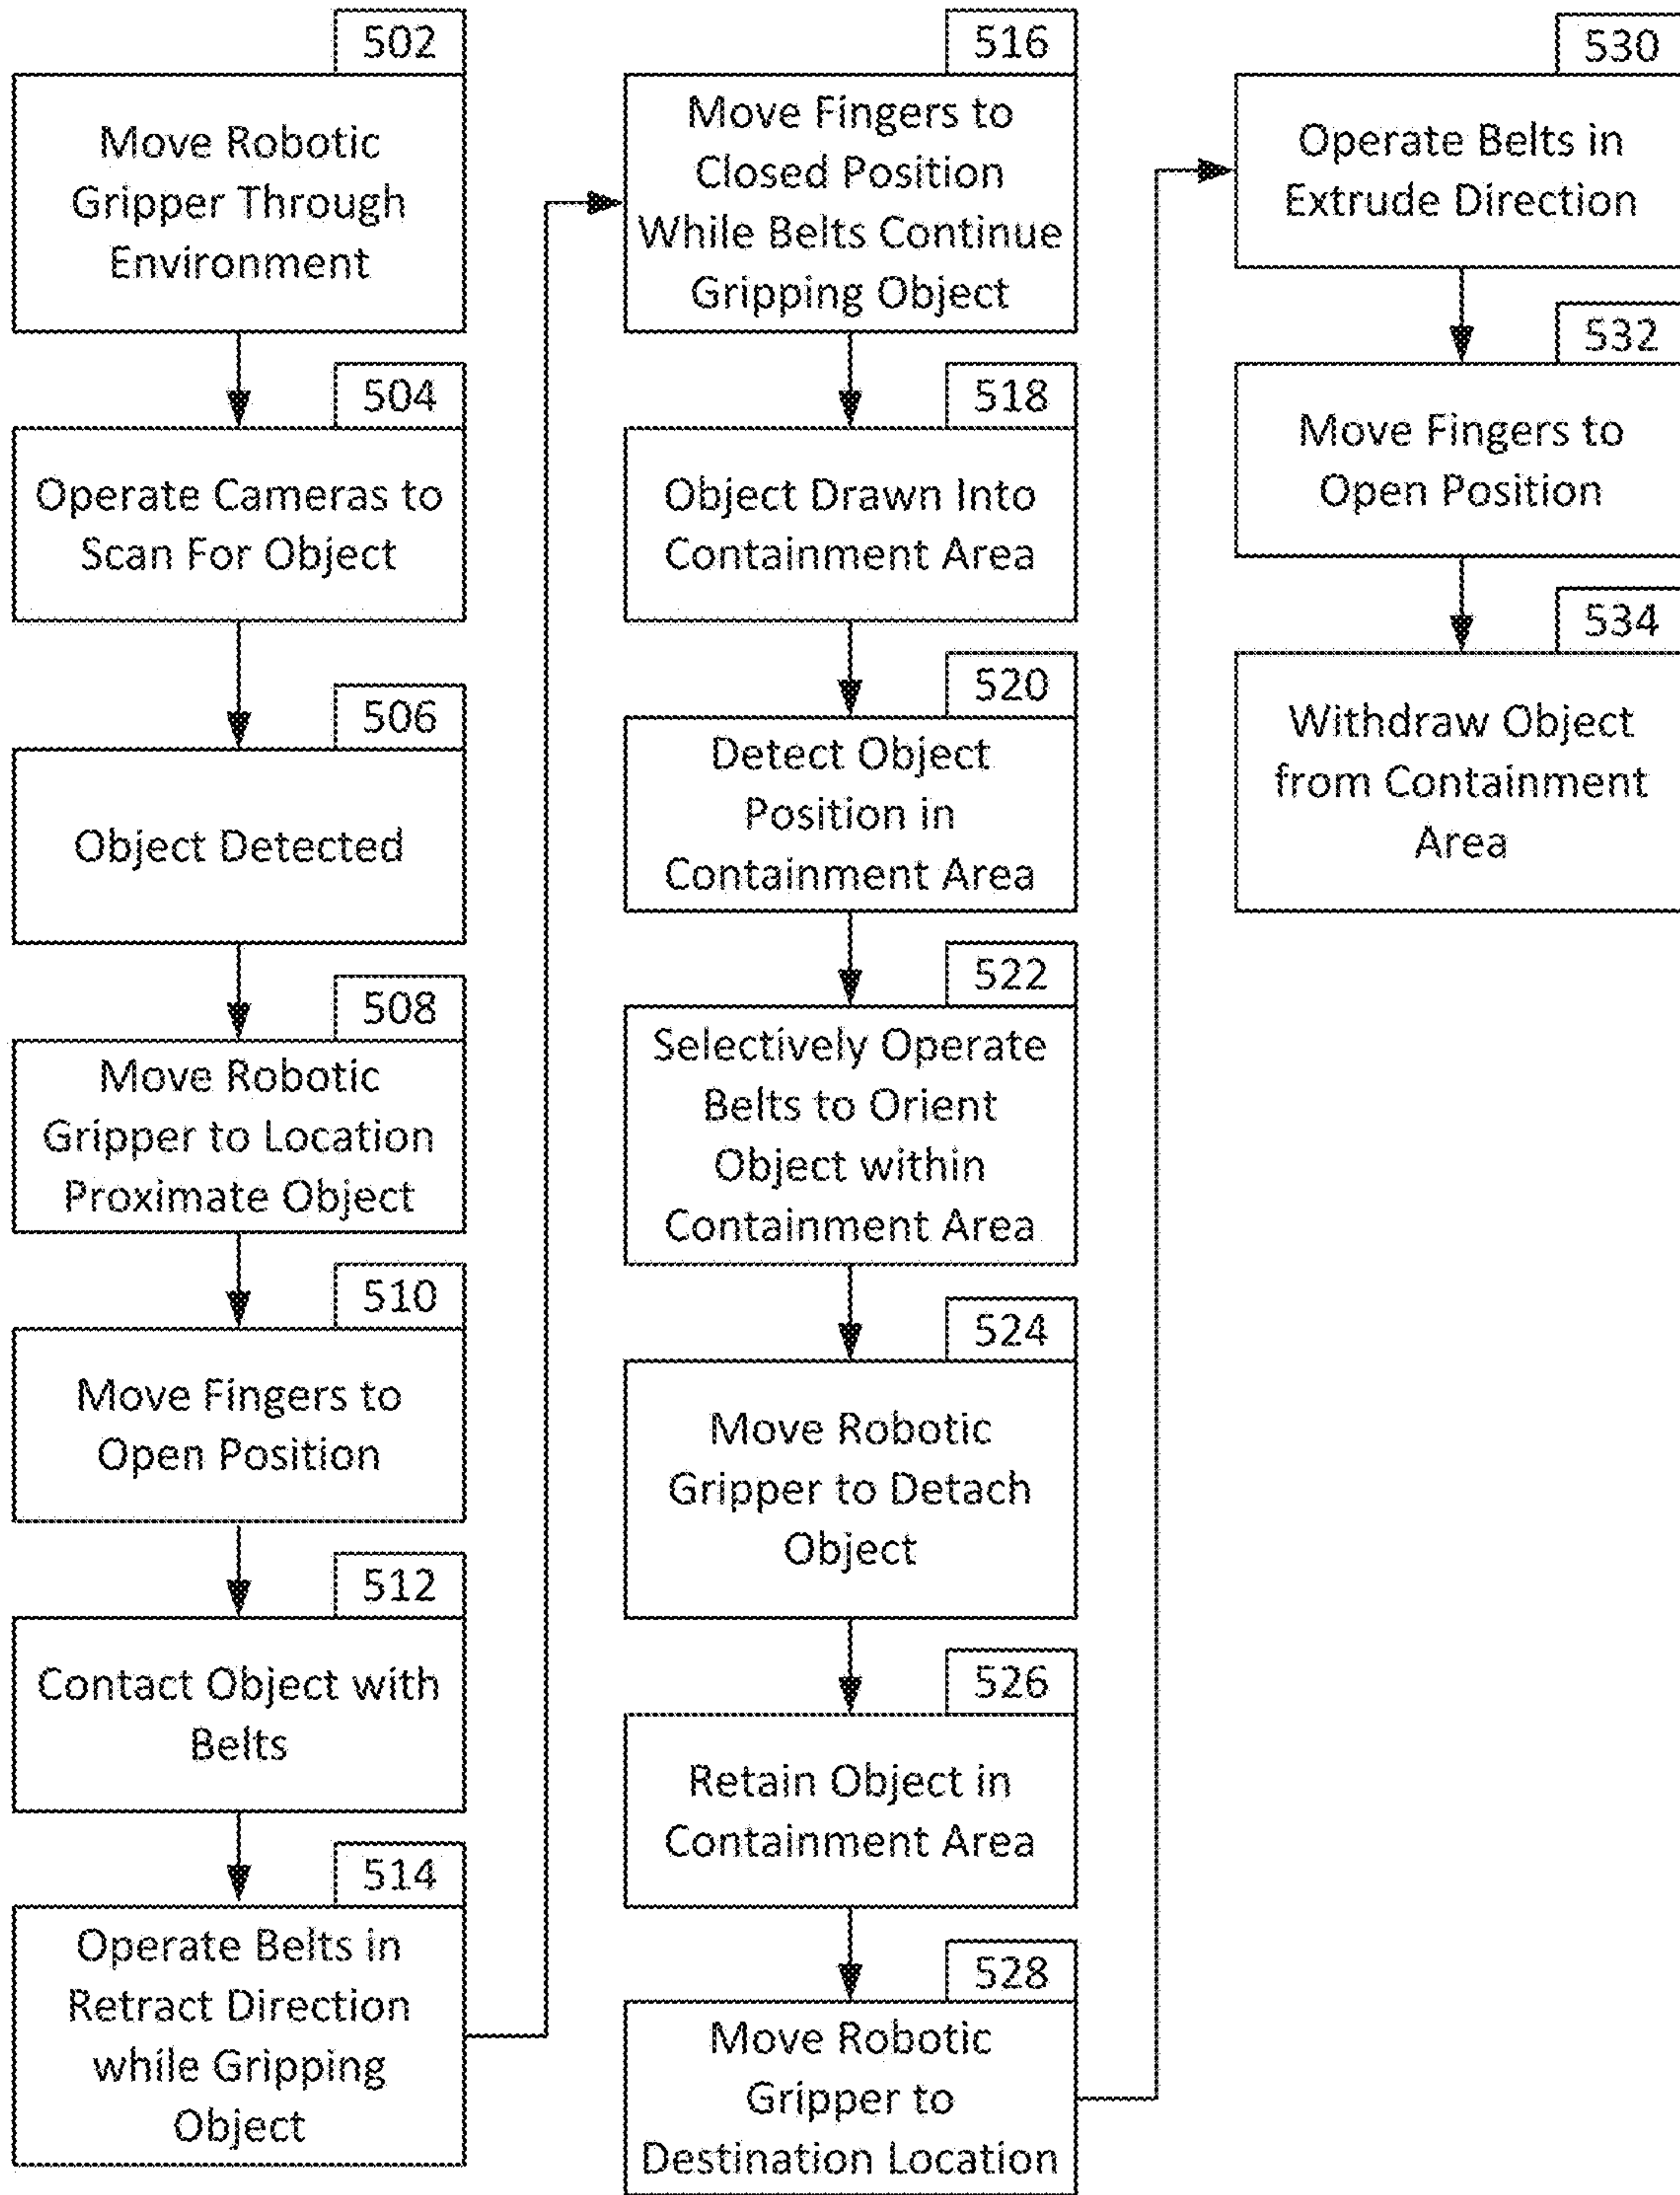 502
Move Robotic
Gripper Through
Environment
504
Operate Cameras to
Scan For Object
506
Object Detected
508
Move Robotic
Gripper to Location
Proximate Object
510
Move Fingers to
Open Position
512
Contact Object with
Belts
514
Operate Belts in
Retract Direction
while Gripping
Object
516
Move Fingers to
Closed Position
While Belts Continue
Gripping Object
518
Object Drawn Into
Containment Area
520
Detect Object
Position in
Containment Area
522
Selectively Operate
Belts to Orient
Object within
Containment Area
524
Move Robotic
Gripper to Detach
Object
526
Retain Object in
Containment Area
528
Move Robotic
Gripper to
Destination Location
530
Operate Belts in
Extrude Direction
532
Move Fingers to
Open Position
534
Withdraw Object
from Containment
Area